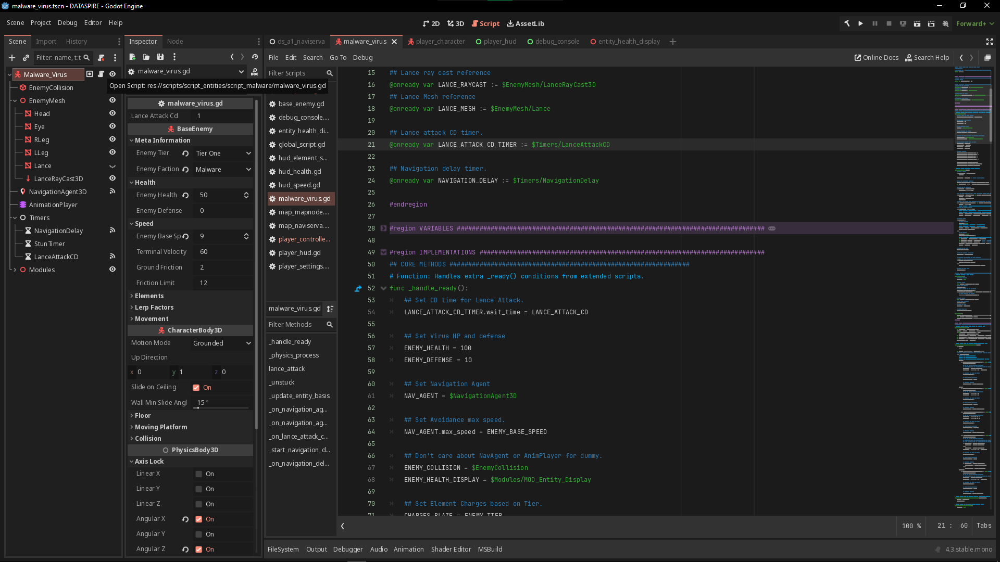 malware_virus.tscn - DATASPIRE - Godot Engine
Scene Project Debug Editor Help
2D 3D Script AssetLib
Forward+
Scene Import History
Filter: name, t:t
Malware_Virus
EnemyCollision
EnemyMesh
Head
Eye
RLeg
LLeg
Lance
LanceRayCast3D
NavigationAgent3D
AnimationPlayer
Timers
NavigationDelay
StunTimer
LanceAttackCD
Modules
Inspector Node
malware_virus.gd
Open Script: res://scripts/script_entities/script_malware/malware_virus.gd
malware_virus.gd
Lance Attack Cd 1
BaseEnemy
Meta Information
Enemy Tier Tier One
Enemy Faction Malware
Health
Enemy Health 50
Enemy Defense 0
Speed
Enemy Base Sp 9
Terminal Velocity 60
Ground Friction 2
Friction Limit 12
Elements
Lerp Factors
Movement
CharacterBody3D
Motion Mode Grounded
Up Direction
x 0 y 1 z 0
Slide on Ceiling On
Wall Min Slide Angl 15 °
Floor
Moving Platform
Collision
PhysicsBody3D
Axis Lock
Linear X On
Linear Y On
Linear Z On
Angular X On
Angular Y On
Angular Z On
ds_a1_naviserva malware_virus player_character player_hud debug_console entity_health_display
File Edit Search Go To Debug
Online Docs Search Help
Filter Scripts
base_enemy.gd
debug_console....
entity_health_di...
global_script.gd
hud_element_s...
hud_health.gd
hud_speed.gd
malware_virus.gd
map_mapnode....
map_naviserva....
player_controlle...
player_hud.gd
player_settings....
malware_virus.gd
Filter Methods
_handle_ready
_physics_process
lance_attack
_unstuck
_update_entity_basis
_on_navigation_ag...
_on_navigation_ag...
_on_lance_attack_c...
_start_navigation_d...
_on_navigation_del...
15 ## Lance ray cast reference
16 @onready var LANCE_RAYCAST := $EnemyMesh/LanceRayCast3D
17 ## Lance Mesh reference
18 @onready var LANCE_MESH := $EnemyMesh/Lance
19
20 ## Lance attack CD timer.
21 @onready var LANCE_ATTACK_CD_TIMER := $Timers/LanceAttackCD
22
23 ## Navigation delay timer.
24 @onready var NAVIGATION_DELAY := $Timers/NavigationDelay
25
26 #endregion
27
28 #region VARIABLES ##################################################################################
48
49 #region IMPLEMENTATIONS ############################################################################
50 ## CORE METHODS ################################################################
51 # Function: Handles extra _ready() conditions from extended scripts.
52 func _handle_ready():
53 ## Set CD time for Lance Attack.
54 LANCE_ATTACK_CD_TIMER.wait_time = LANCE_ATTACK_CD
55
56 ## Set Virus HP and defense
57 ENEMY_HEALTH = 100
58 ENEMY_DEFENSE = 10
59
60 ## Set Navigation Agent
61 NAV_AGENT = $NavigationAgent3D
62
63 ## Set Avoidance max speed.
64 NAV_AGENT.max_speed = ENEMY_BASE_SPEED
65
66 ## Don't care about NavAgent or AnimPlayer for dummy.
67 ENEMY_COLLISION = $EnemyCollision
68 ENEMY_HEALTH_DISPLAY = $Modules/MOD_Entity_Display
69
70 ## Set Element Charges based on Tier.
71 CHARGES_BLAZE = ENEMY_TIER
100 % 21 : 60 Tabs
FileSystem Output Debugger Audio Animation Shader Editor MSBuild
4.3.stable.mono